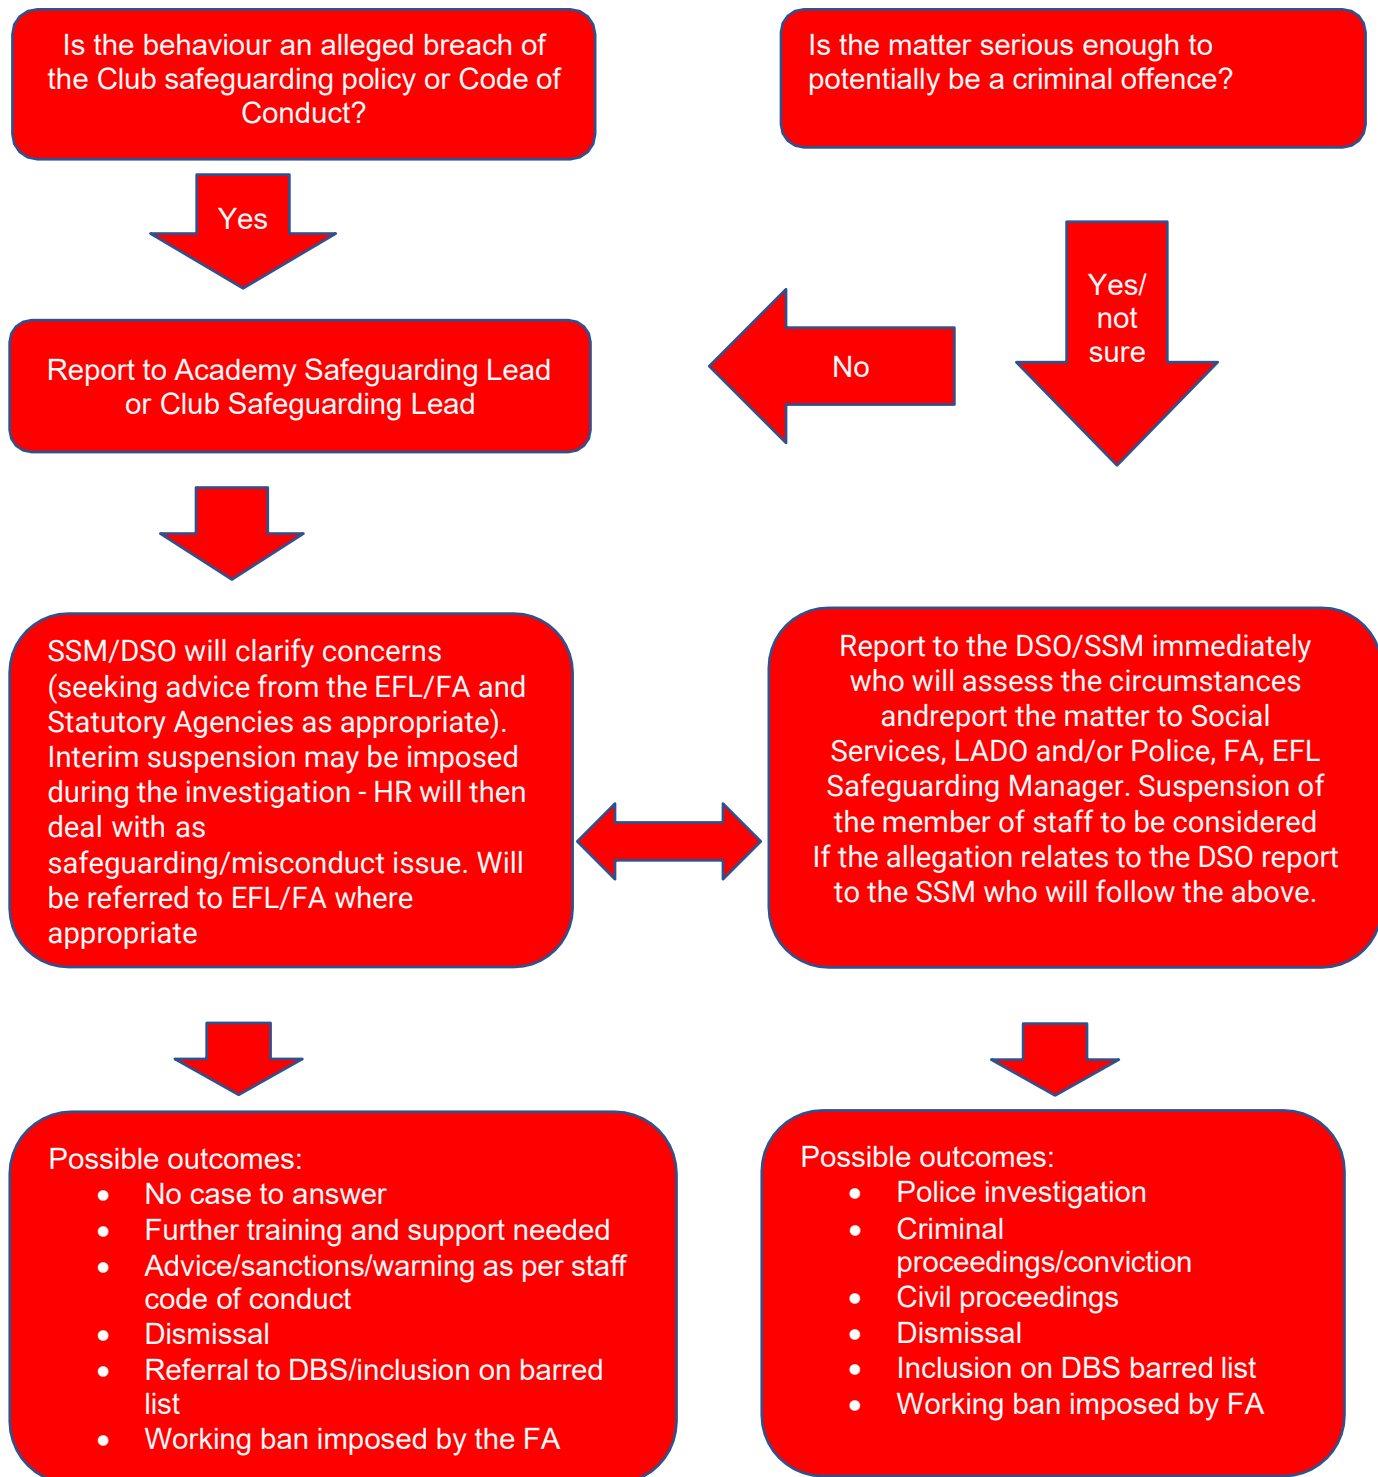 Is the behaviour an alleged breach of
the Club safeguarding policy or Code of
Conduct?
Is the matter serious enough to
potentially be a criminal offence?
Yes
Yes/
not
sure
No
Report to Academy Safeguarding Lead
or Club Safeguarding Lead
SSM/DSO will clarify concerns
(seeking advice from the EFL/FA and
Statutory Agencies as appropriate).
Interim suspension may be imposed
during the investigation - HR will then
deal with as
safeguarding/misconduct issue. Will
be referred to EFL/FA where
appropriate
Report to the DSO/SSM immediately
who will assess the circumstances
andreport the matter to Social
Services, LADO and/or Police, FA, EFL
Safeguarding Manager. Suspension of
the member of staff to be considered
If the allegation relates to the DSO report
to the SSM who will follow the above.
Possible outcomes:
• No case to answer
• Further training and support needed
• Advice/sanctions/warning as per staff
code of conduct
• Dismissal
• Referral to DBS/inclusion on barred
list
• Working ban imposed by the FA
Possible outcomes:
• Police investigation
• Criminal
proceedings/conviction
• Civil proceedings
• Dismissal
• Inclusion on DBS barred list
• Working ban imposed by FA